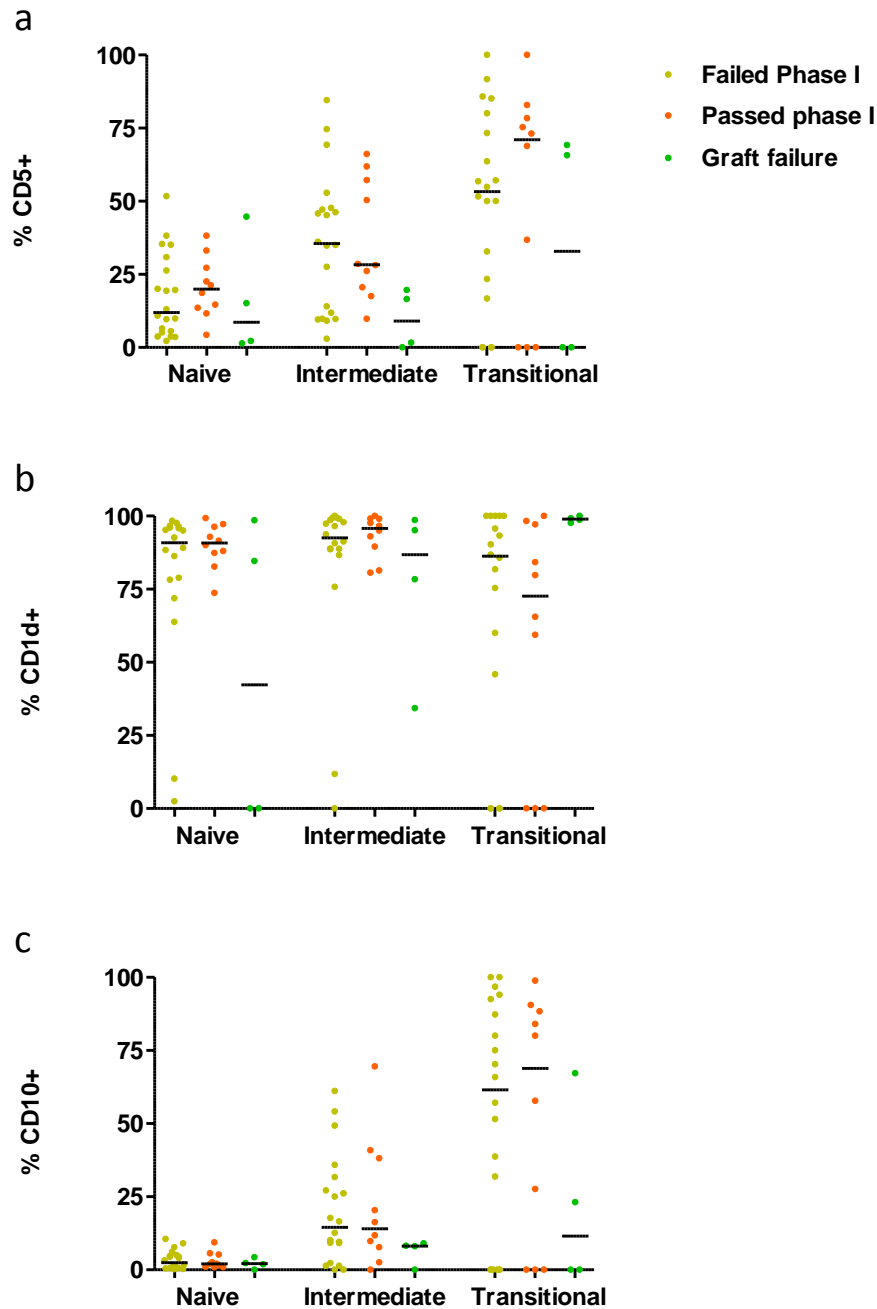 a
100
75
50
25
0
% CD5+
Naive Intermediate Transitional
Failed Phase I
Passed phase I
Graft failure
b
100
75
50
25
0
% CD1d+
Naive Intermediate Transitional
c
100
75
50
25
0
% CD10+
Naive Intermediate Transitional